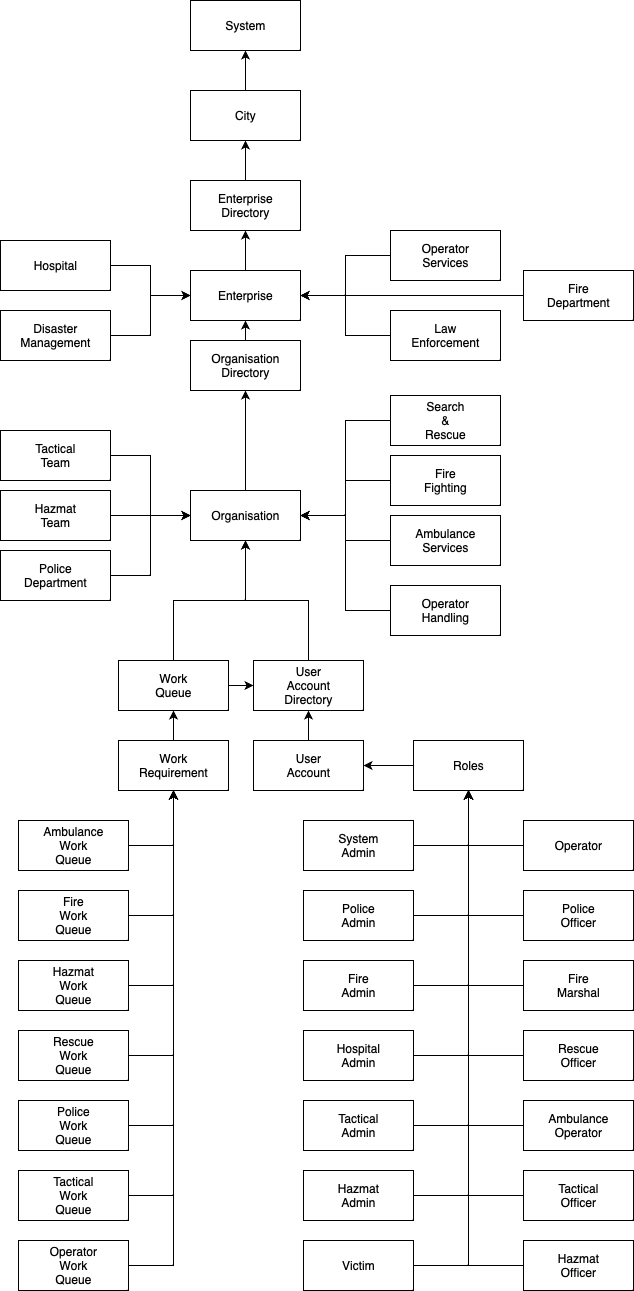 System
City
Enterprise
Directory
Hospital
Operator
Services
Enterprise
Fire
Department
Disaster
Management
Law
Enforcement
Organisation
Directory
Search
&
Rescue
Tactical
Team
Fire
Fighting
Hazmat
Team
Organisation
Ambulance
Services
Police
Department
Operator
Handling
Work
Queue
User
Account
Directory
Work
Requirement
User
Account
Roles
Ambulance
Work
Queue
System
Admin
Operator
Fire
Work
Queue
Police
Admin
Police
Officer
Hazmat
Work
Queue
Fire
Admin
Fire
Marshal
Rescue
Work
Queue
Hospital
Admin
Rescue
Officer
Police
Work
Queue
Tactical
Admin
Ambulance
Operator
Tactical
Work
Queue
Hazmat
Admin
Tactical
Officer
Operator
Work
Queue
Victim
Hazmat
Officer